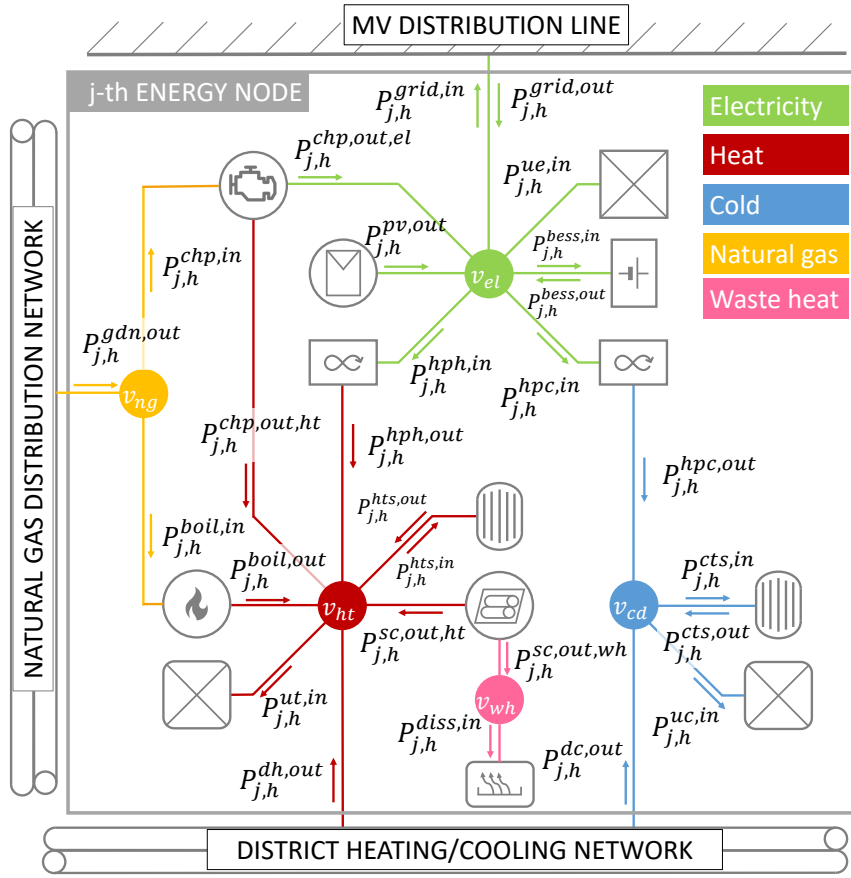 MV DISTRIBUTION LINE
j-th ENERGY NODE
P_{j,h}^{grid,in}
P_{j,h}^{grid,out}
Electricity
Heat
Cold
Natural gas
Waste heat
P_{j,h}^{chp,out,el}
P_{j,h}^{ue,in}
P_{j,h}^{pv,out}
P_{j,h}^{bess,in}
P_{j,h}^{chp,in}
v_{el}
P_{j,h}^{bess,out}
P_{j,h}^{gdn,out}
P_{j,h}^{hph,in}
P_{j,h}^{hpc,in}
v_{ng}
NATURAL GAS DISTRIBUTION NETWORK
P_{j,h}^{chp,out,ht}
P_{j,h}^{hph,out}
P_{j,h}^{hpc,out}
P_{j,h}^{hts,out}
P_{j,h}^{boil,in}
P_{j,h}^{boil,out}
P_{j,h}^{hts,in}
P_{j,h}^{cts,in}
v_{ht}
v_{cd}
P_{j,h}^{sc,out,ht}
P_{j,h}^{sc,out,wh}
P_{j,h}^{cts,out}
P_{j,h}^{ut,in}
v_{wh}
P_{j,h}^{uc,in}
P_{j,h}^{diss,in}
P_{j,h}^{dh,out}
P_{j,h}^{dc,out}
DISTRICT HEATING/COOLING NETWORK